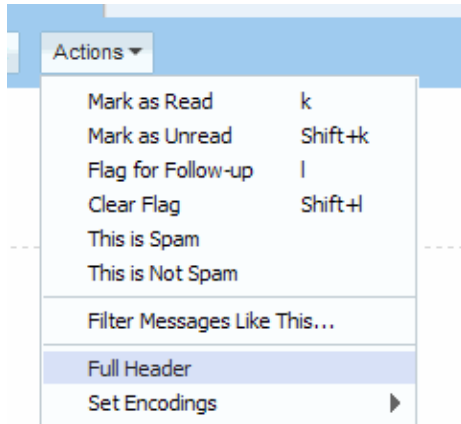 Actions
Mark as Read k
Mark as Unread Shift+k
Flag for Follow-up l
Clear Flag Shift+l
This is Spam
This is Not Spam
Filter Messages Like This...
Full Header
Set Encodings